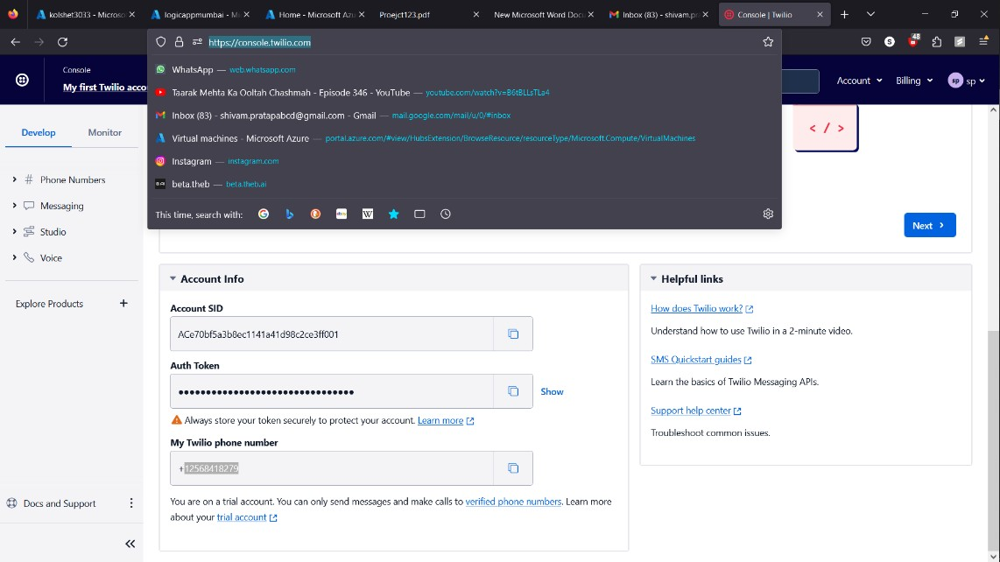 kolshet3033 - Microso
logicappmumbai - Mi
Home - Microsoft Azu
Proejct123.pdf
New Microsoft Word Docu
Inbox (83) - shivam.pra
Console | Twilio
https://console.twilio.com
48
WhatsApp — web.whatsapp.com
Taarak Mehta Ka Ooltah Chashmah - Episode 346 - YouTube — youtube.com/watch?v=B6tBLLsTLa4
Inbox (83) - shivam.pratapabcd@gmail.com - Gmail — mail.google.com/mail/u/0/#inbox
Virtual machines - Microsoft Azure — portal.azure.com/#view/HubsExtension/BrowseResource/resourceType/Microsoft.Compute/VirtualMachines
Instagram — instagram.com
beta.theb — beta.theb.ai
This time, search with:
Console
My first Twilio acco
Account
Billing
sp sp
Develop
Monitor
# Phone Numbers
Messaging
Studio
Voice
Explore Products +
Docs and Support
</>
Next
Account Info
Account SID
ACe70bf5a3b8ec1141a41d98c2ce3ff001
Auth Token
••••••••••••••••••••••••••••••••
Show
Always store your token securely to protect your account. Learn more
My Twilio phone number
+12568418279
You are on a trial account. You can only send messages and make calls to verified phone numbers. Learn more
about your trial account
Helpful links
How does Twilio work?
Understand how to use Twilio in a 2-minute video.
SMS Quickstart guides
Learn the basics of Twilio Messaging APIs.
Support help center
Troubleshoot common issues.